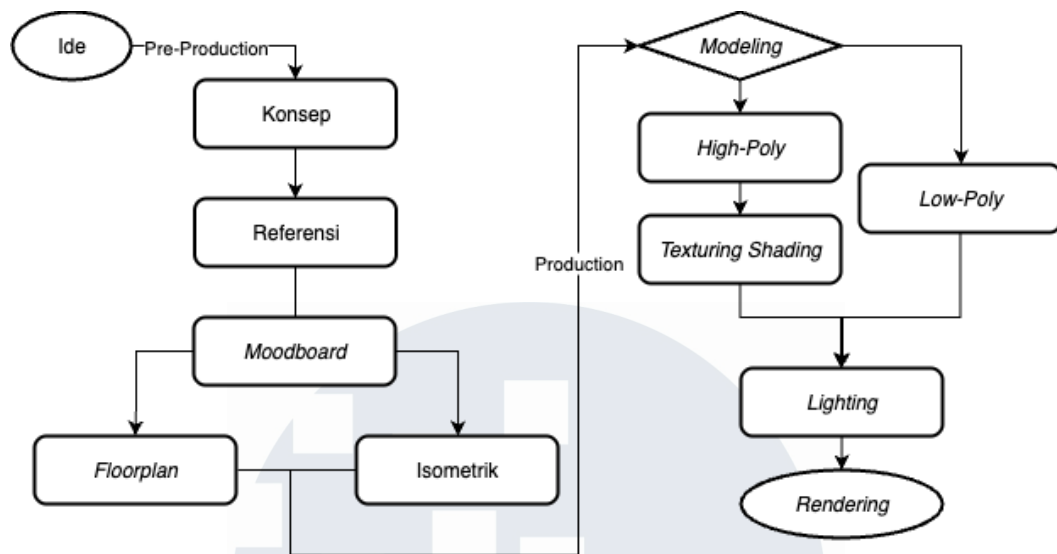 Ide
Pre-Production
Konsep
Referensi
Moodboard
Floorplan
Isometrik
Production
Modeling
High-Poly
Low-Poly
Texturing Shading
Lighting
Rendering